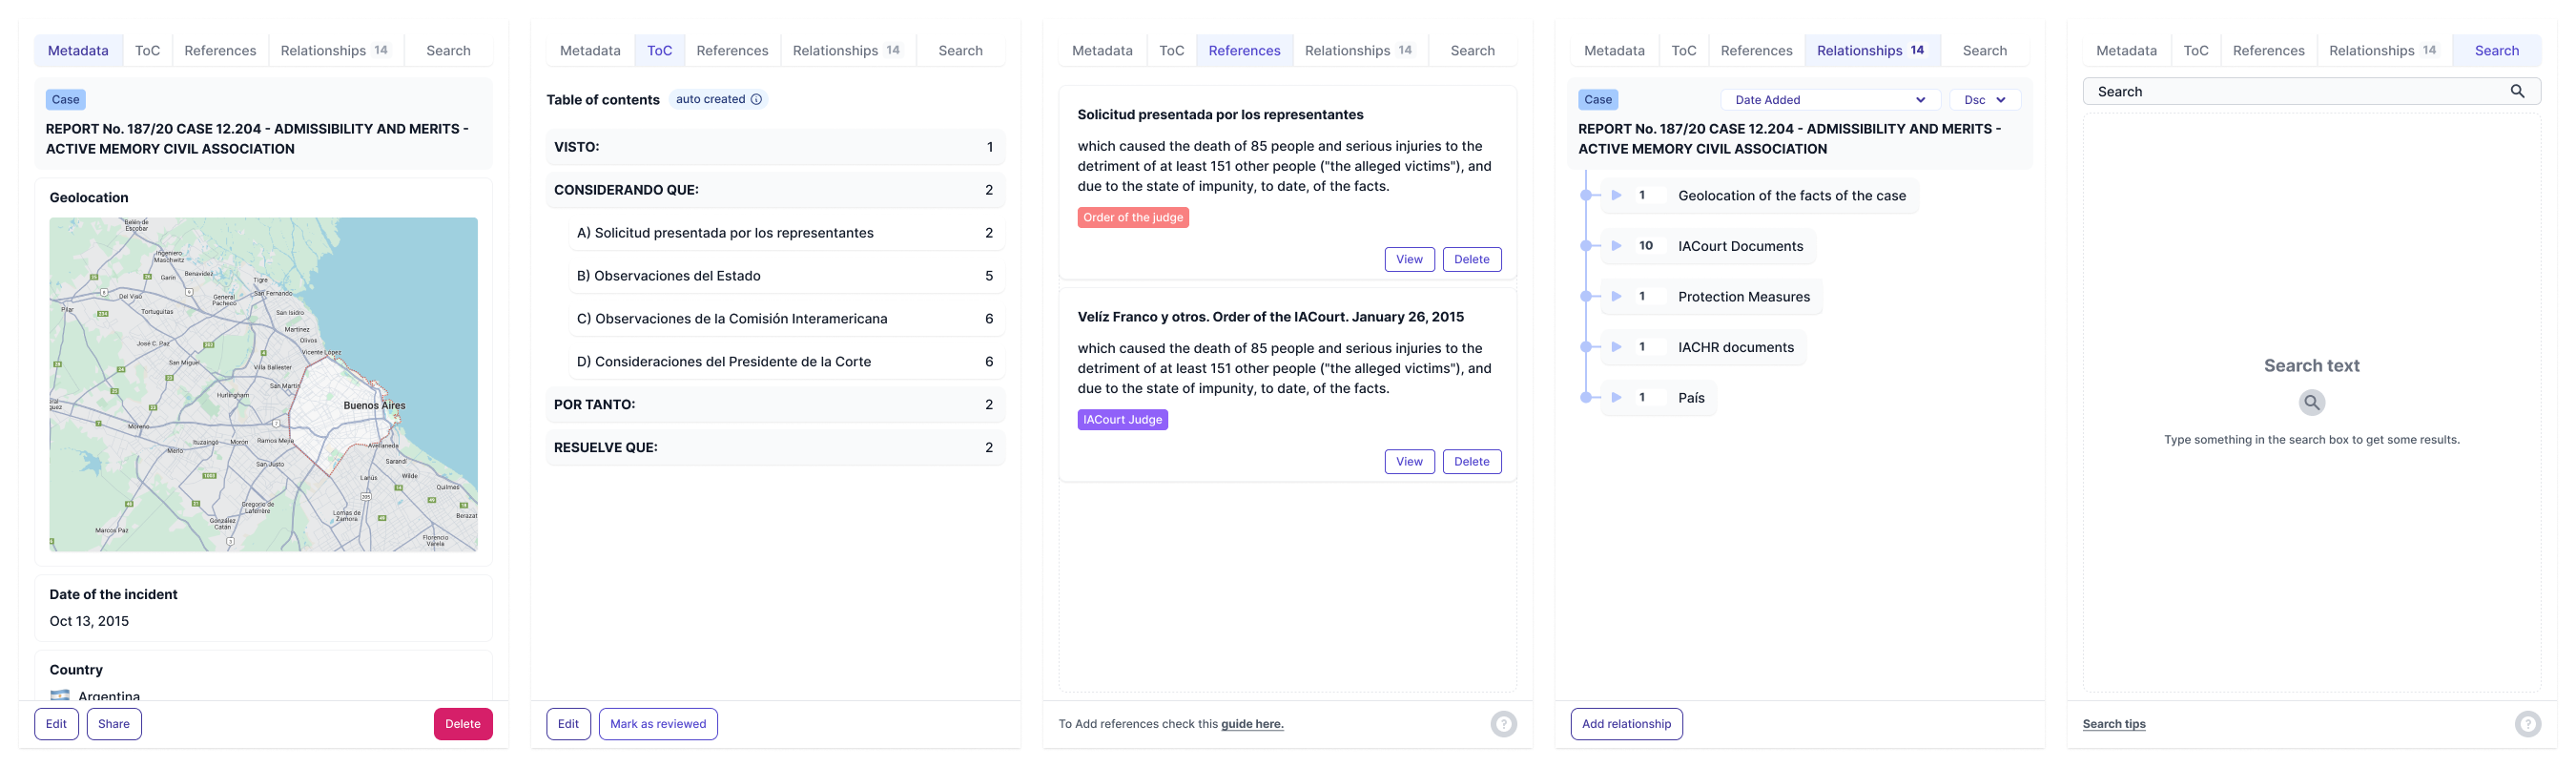 Metadata
ToC
References
Relationships 14
Search
Case
REPORT No. 187/20 CASE 12.204 - ADMISSIBILITY AND MERITS -
ACTIVE MEMORY CIVIL ASSOCIATION
Geolocation
Belén de
Escobar
Ingeniero
Maschwitz
Benavidez
Garin
Tigre
General
Pacheco
San Fernando
Del Viso
Pilar
Tortuguitas
San Isidro
Martinez
José C. Paz
Olivos
Vicente López
San Miguel
Villa Ballester
San Martin
Hurlingham
Buenos Aires
Moreno
Ituzaingó
Moron
Ramos Mejia
Avellaneda
Merlo
San Justo
Sarandi
Lanús
Wilde
Quilmes
Gregorio de
Laferrère
Lomas de
Zamora
Berazat
González
Catán
Marcos Paz
Florencio
Varela
Date of the incident
Oct 13, 2015
Country
Argentina
Edit
Share
Delete
Metadata
ToC
References
Relationships 14
Search
Table of contents auto created
VISTO: 1
CONSIDERANDO QUE: 2
A) Solicitud presentada por los representantes 2
B) Observaciones del Estado 5
C) Observaciones de la Comisión Interamericana 6
D) Consideraciones del Presidente de la Corte 6
POR TANTO: 2
RESUELVE QUE: 2
Edit
Mark as reviewed
Metadata
ToC
References
Relationships 14
Search
Solicitud presentada por los representantes
which caused the death of 85 people and serious injuries to the
detriment of at least 151 other people ("the alleged victims"), and
due to the state of impunity, to date, of the facts.
Order of the judge
View
Delete
Velíz Franco y otros. Order of the IACourt. January 26, 2015
which caused the death of 85 people and serious injuries to the
detriment of at least 151 other people ("the alleged victims"), and
due to the state of impunity, to date, of the facts.
IACourt Judge
View
Delete
To Add references check this guide here.
?
Metadata
ToC
References
Relationships 14
Search
Case
Date Added
Dsc
REPORT No. 187/20 CASE 12.204 - ADMISSIBILITY AND MERITS -
ACTIVE MEMORY CIVIL ASSOCIATION
1 Geolocation of the facts of the case
10 IACourt Documents
1 Protection Measures
1 IACHR documents
1 País
Add relationship
Metadata
ToC
References
Relationships 14
Search
Search
Search text
Type something in the search box to get some results.
Search tips
?